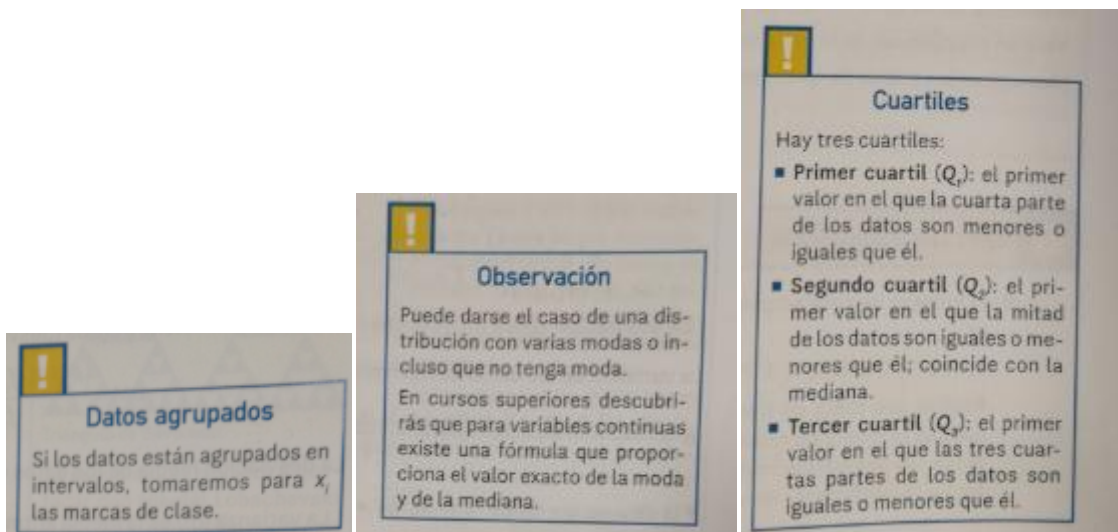 !
Datos agrupados
Si los datos están agrupados en
intervalos, tomaremos para xᵢ
las marcas de clase.
!
Observación
Puede darse el caso de una dis-
tribución con varias modas o in-
cluso que no tenga moda.
En cursos superiores descubri-
rás que para variables continuas
existe una fórmula que propor-
ciona el valor exacto de la moda
y de la mediana.
!
Cuartiles
Hay tres cuartiles:
▪ Primer cuartil (Q₁): el primer
valor en el que la cuarta parte
de los datos son menores o
iguales que él.
▪ Segundo cuartil (Q₂): el pri-
mer valor en el que la mitad
de los datos son iguales o me-
nores que él; coincide con la
mediana.
▪ Tercer cuartil (Q₃): el primer
valor en el que las tres cuar-
tas partes de los datos son
iguales o menores que él.